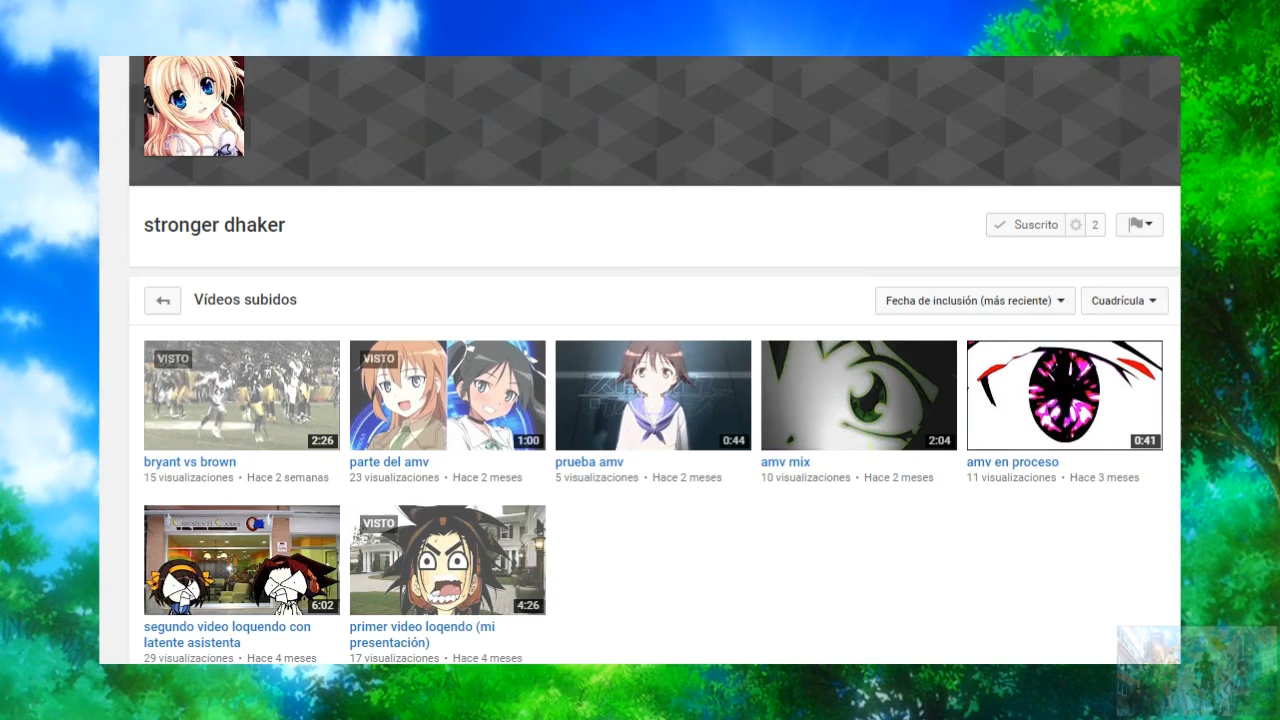 stronger dhaker
Suscrito 2
Vídeos subidos
Fecha de inclusión (más reciente)
Cuadrícula
VISTO
2:26
VISTO
1:00
0:44
2:04
0:41
bryant vs brown
15 visualizaciones • Hace 2 semanas
parte del amv
23 visualizaciones • Hace 2 meses
prueba amv
5 visualizaciones • Hace 2 meses
amv mix
10 visualizaciones • Hace 2 meses
amv en proceso
11 visualizaciones • Hace 3 meses
6:02
VISTO
4:26
segundo video loquendo con
latente asistenta
29 visualizaciones • Hace 4 meses
primer video loqendo (mi
presentación)
17 visualizaciones • Hace 4 meses